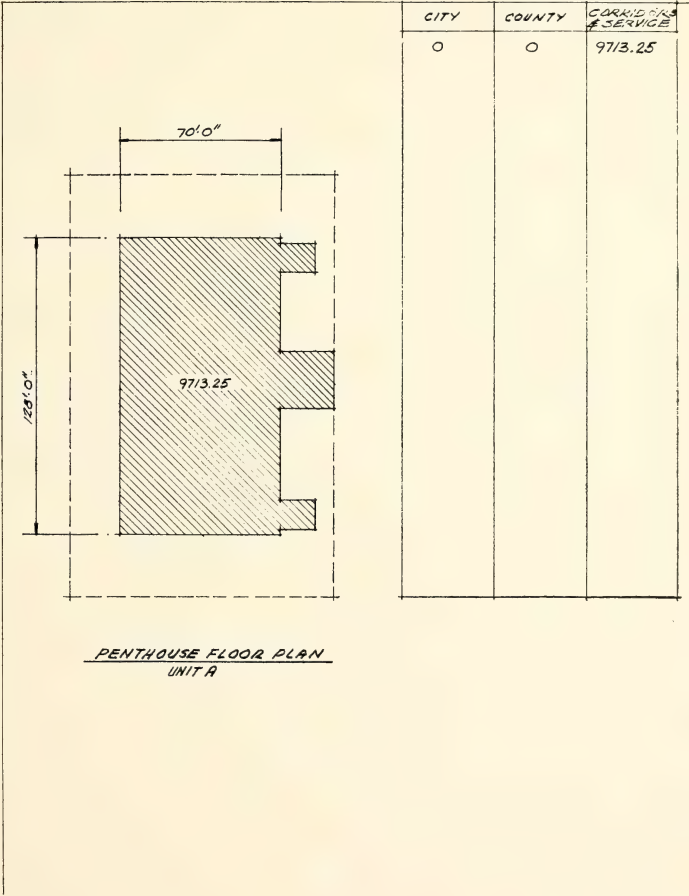 CITY COUNTY CORRIDORS
& SERVICE
0 0 9713.25
70'-0"
128'-0"
9713.25
PENTHOUSE FLOOR PLAN
UNIT A